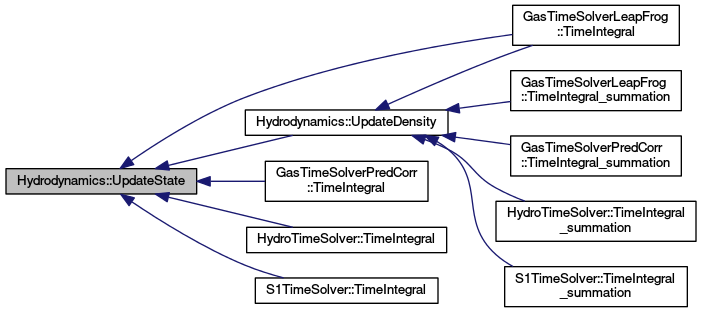 GasTimeSolverLeapFrog
::TimeIntegral
GasTimeSolverLeapFrog
::TimeIntegral_summation
Hydrodynamics::UpdateDensity
GasTimeSolverPredCorr
::TimeIntegral_summation
Hydrodynamics::UpdateState
GasTimeSolverPredCorr
::TimeIntegral
HydroTimeSolver::TimeIntegral
_summation
HydroTimeSolver::TimeIntegral
S1TimeSolver::TimeIntegral
_summation
S1TimeSolver::TimeIntegral